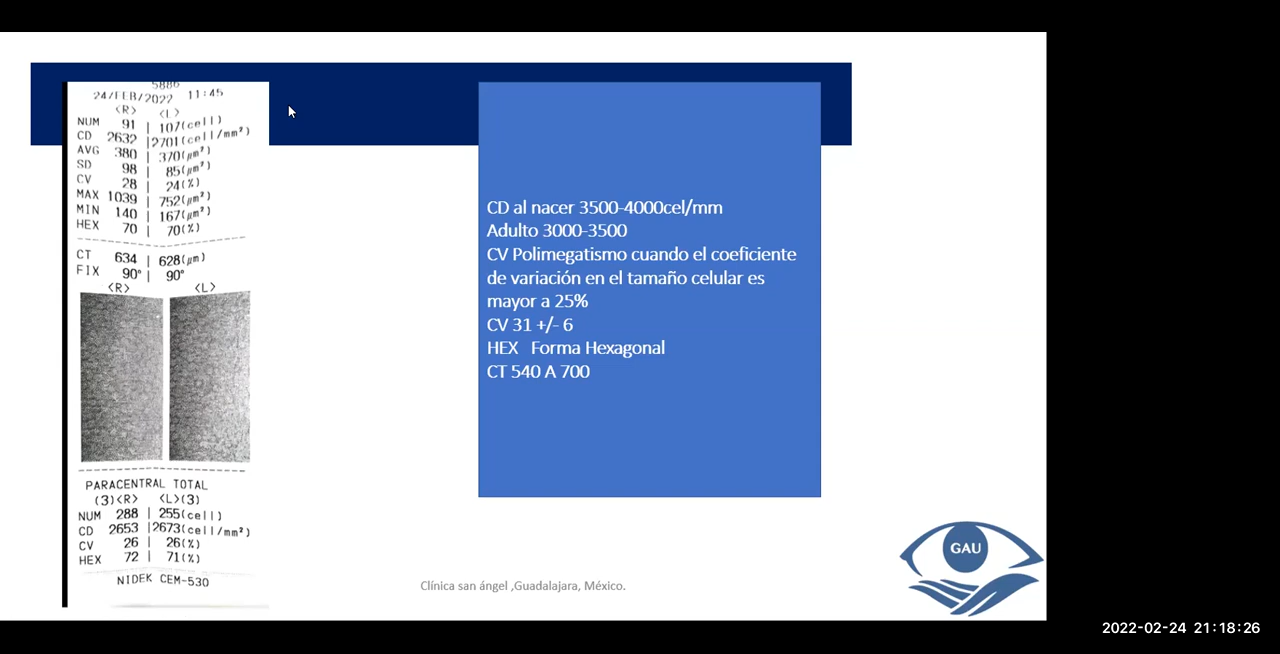 5886
24/FEB/2022 11:45
<R> <L>
NUM 91 | 107(cell)
CD 2632 |2701(cell/mm²)
AVG 380 | 370(μm²)
SD 98 | 85(μm²)
CV 28 | 24(%)
MAX 1039 | 752(μm²)
MIN 140 | 167(μm²)
HEX 70 | 70(%)
CT 634 | 628(μm)
FIX 90° | 90°
<R> <L>
PARACENTRAL TOTAL
(3)<R> <L>(3)
NUM 288 | 255(cell)
CD 2653 |2673(cell/mm²)
CV 26 | 26(%)
HEX 72 | 71(%)
NIDEK CEM-530
CD al nacer 3500-4000cel/mm
Adulto 3000-3500
CV Polimegatismo cuando el coeficiente
de variación en el tamaño celular es
mayor a 25%
CV 31 +/- 6
HEX Forma Hexagonal
CT 540 A 700
GAU
Clínica san ángel ,Guadalajara, México.
2022-02-24 21:18:26